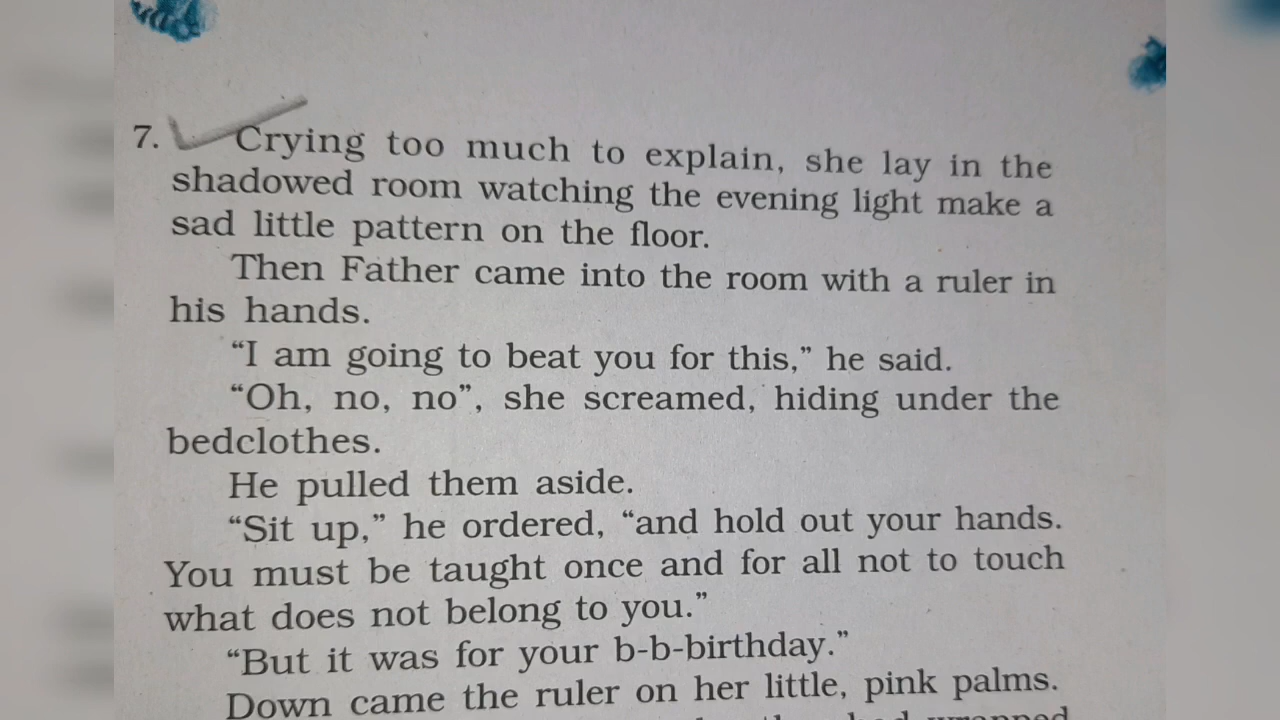 7. Crying too much to explain, she lay in the
shadowed room watching the evening light make a
sad little pattern on the floor.
Then Father came into the room with a ruler in
his hands.
“I am going to beat you for this,” he said.
“Oh, no, no”, she screamed, hiding under the
bedclothes.
He pulled them aside.
“Sit up,” he ordered, “and hold out your hands.
You must be taught once and for all not to touch
what does not belong to you.”
“But it was for your b-b-birthday.”
Down came the ruler on her little, pink palms.